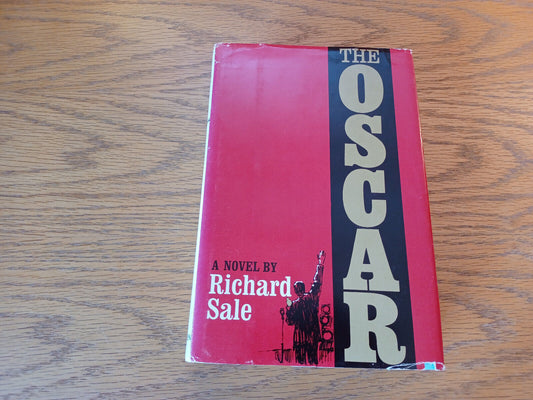 THE
OSCAR
A NOVEL BY
Richard
Sale